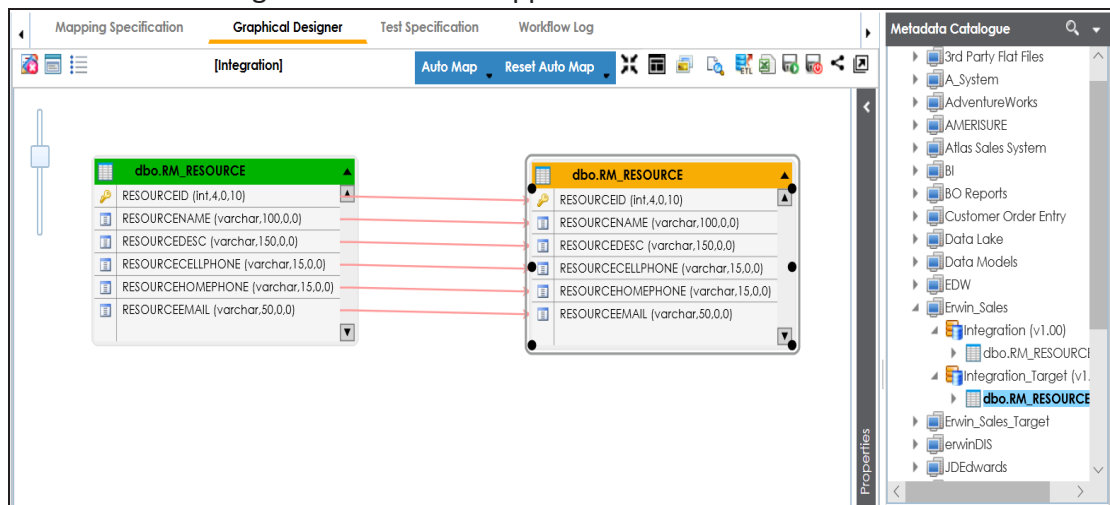 Mapping Specification Graphical Designer Test Specification Workflow Log
[Integration] Auto Map Reset Auto Map ETL
dbo.RM_RESOURCE
RESOURCEID (int,4,0,10)
RESOURCENAME (varchar,100,0,0)
RESOURCEDESC (varchar,150,0,0)
RESOURCECELLPHONE (varchar,15,0,0)
RESOURCEHOMEPHONE (varchar,15,0,0)
RESOURCEEMAIL (varchar,50,0,0)
dbo.RM_RESOURCE
RESOURCEID (int,4,0,10)
RESOURCENAME (varchar,100,0,0)
RESOURCEDESC (varchar,150,0,0)
RESOURCECELLPHONE (varchar,15,0,0)
RESOURCEHOMEPHONE (varchar,15,0,0)
RESOURCEEMAIL (varchar,50,0,0)
Properties
Metadata Catalogue
3rd Party Flat Files
A_System
AdventureWorks
AMERISURE
Atlas Sales System
BI
BO Reports
Customer Order Entry
Data Lake
Data Models
EDW
Erwin_Sales
Integration (v1.00)
dbo.RM_RESOURCE
Integration_Target (v1.
dbo.RM_RESOURCE
Erwin_Sales_Target
erwinDIS
JDEdwards